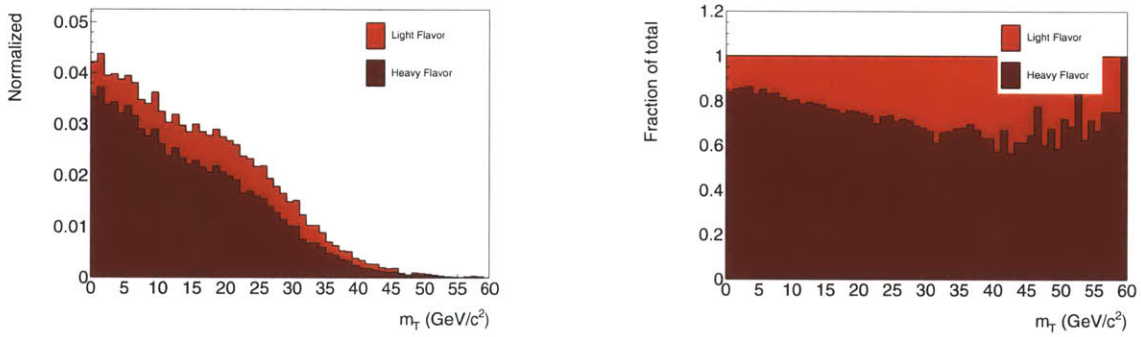 Normalized
0.05
0.04
0.03
0.02
0.01
0
0 5 10 15 20 25 30 35 40 45 50 55 60
m_T (GeV/c²)
Light Flavor
Heavy Flavor
Fraction of total
1.2
1
0.8
0.6
0.4
0.2
0
0 5 10 15 20 25 30 35 40 45 50 55 60
m_T (GeV/c²)
Light Flavor
Heavy Flavor